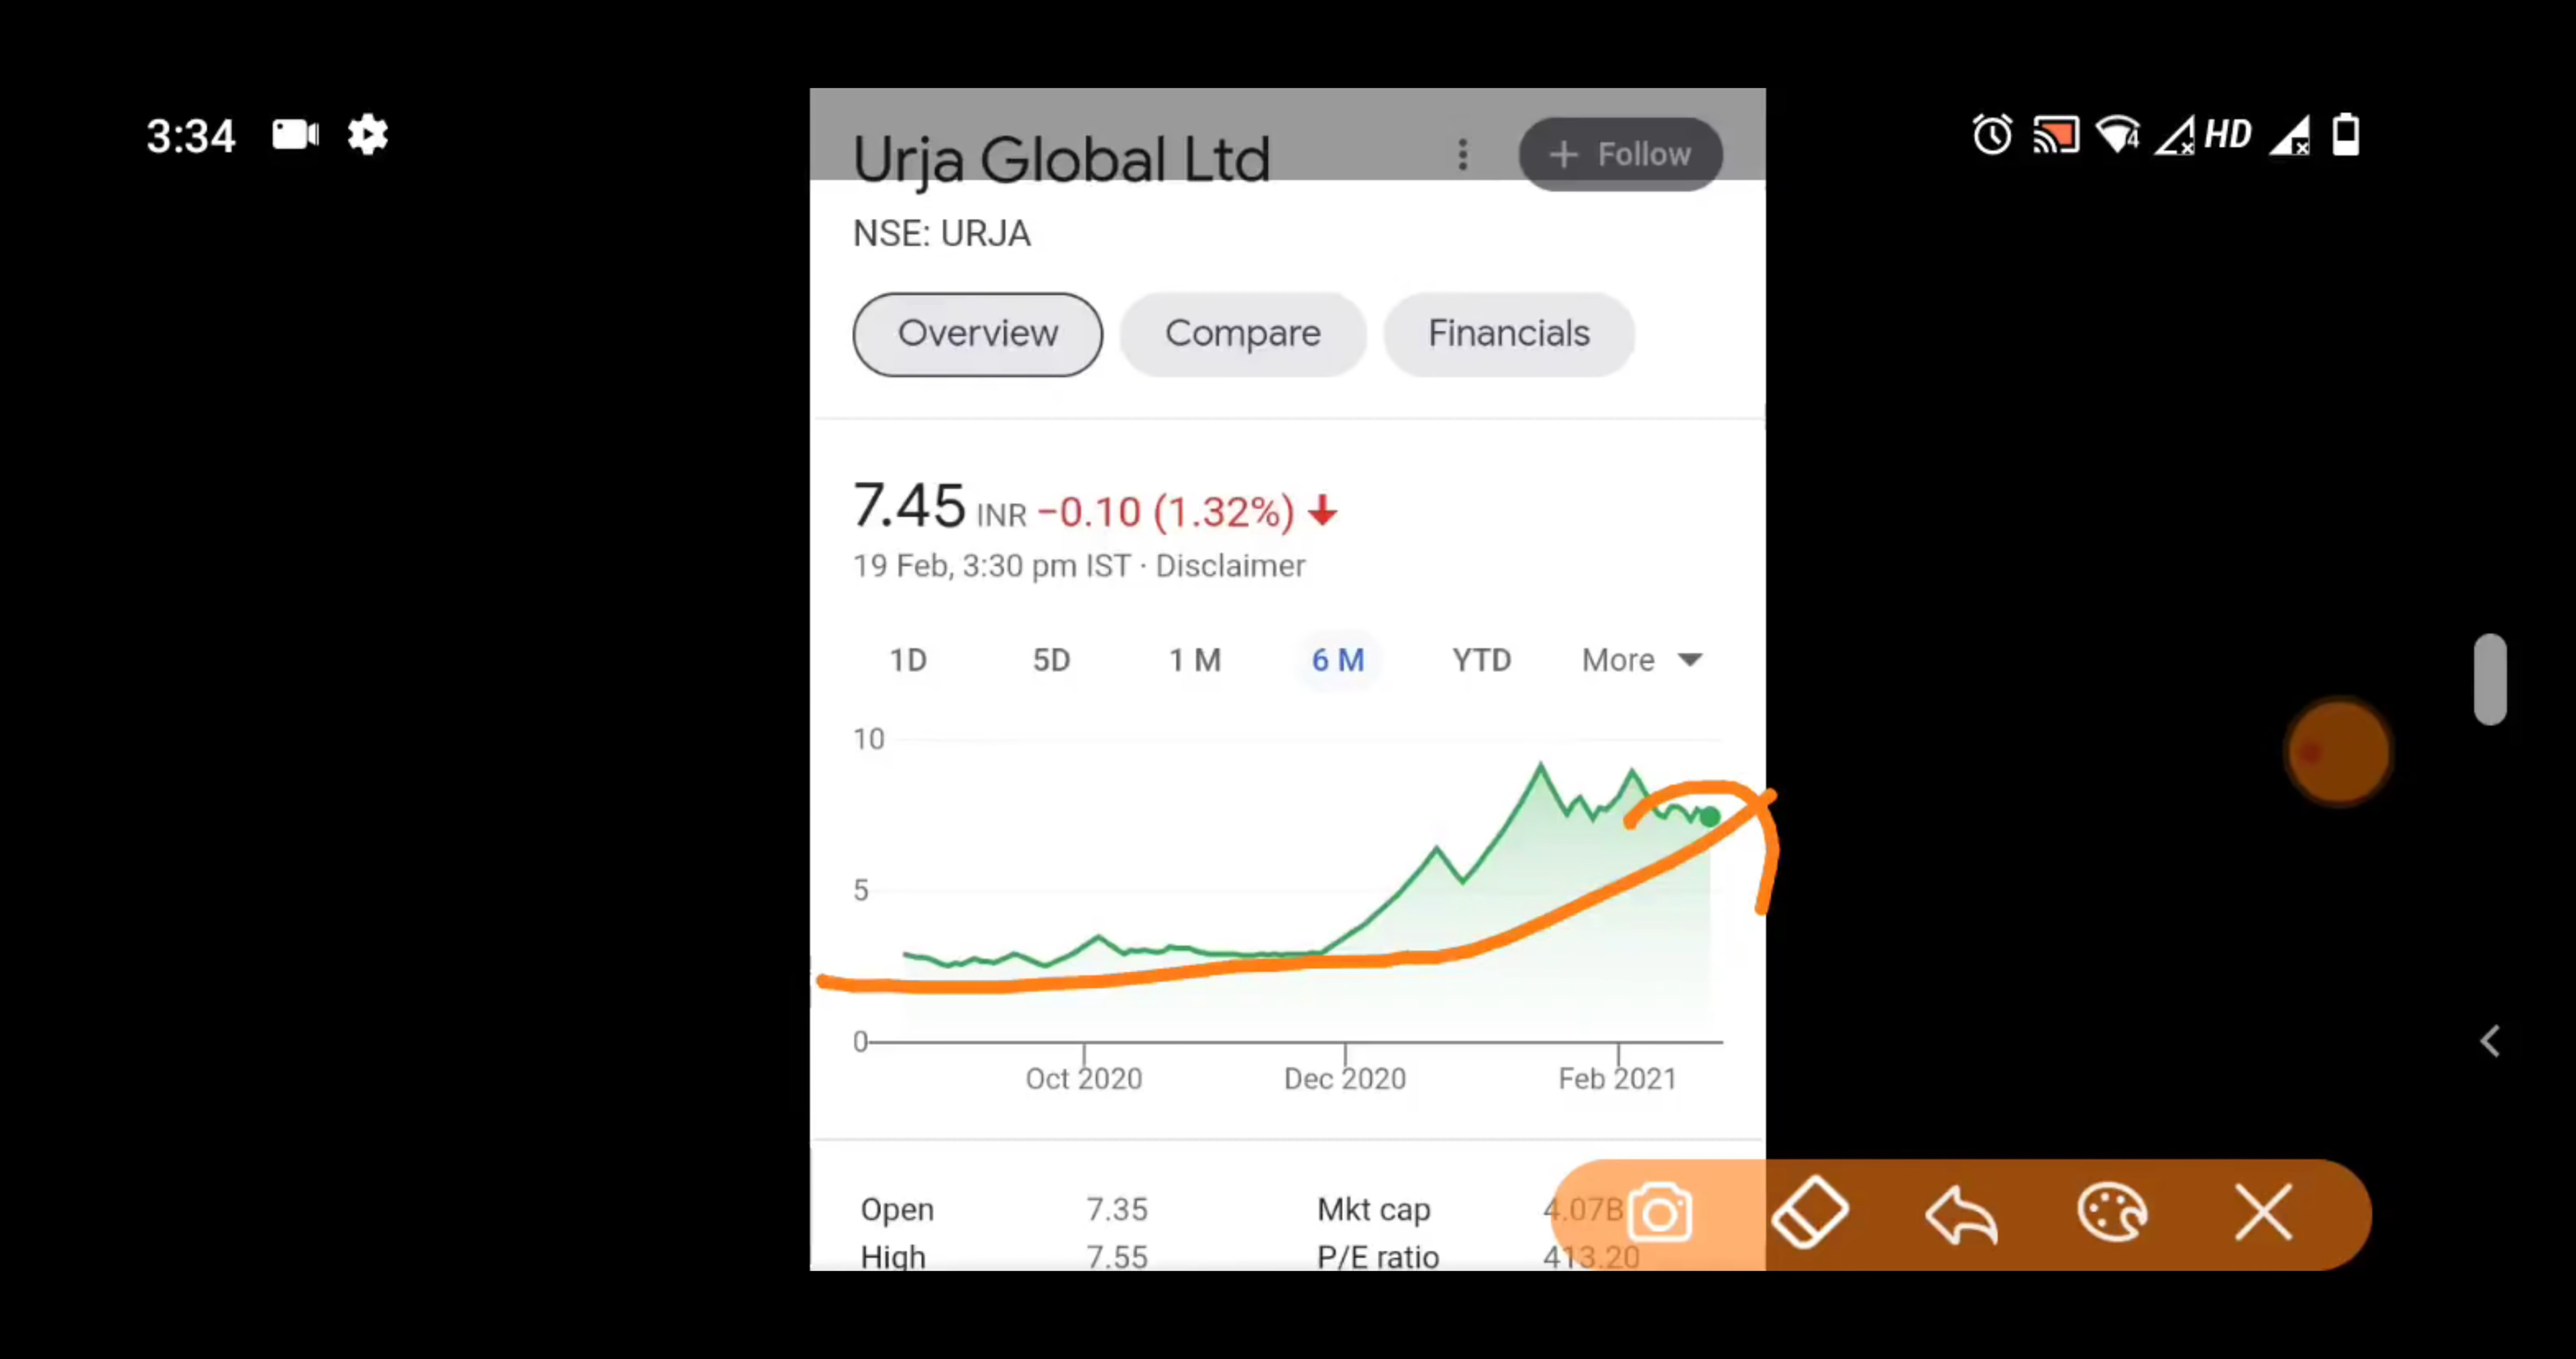 3:34
HD
4
Urja Global Ltd
+ Follow
NSE: URJA
Overview Compare Financials
7.45 INR −0.10 (1.32%)
19 Feb, 3:30 pm IST · Disclaimer
1D 5D 1 M 6 M YTD More
10
5
0
Oct 2020 Dec 2020 Feb 2021
Open 7.35 Mkt cap 4.07B
High 7.55 P/E ratio 413.20